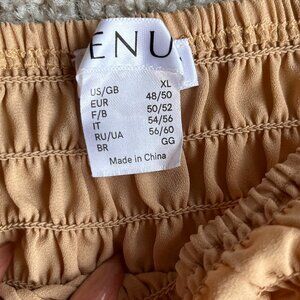 ENU
US/GB XL
EUR 48/50
F/B 50/52
IT 54/56
RU/UA 56/60
BR GG
Made in China